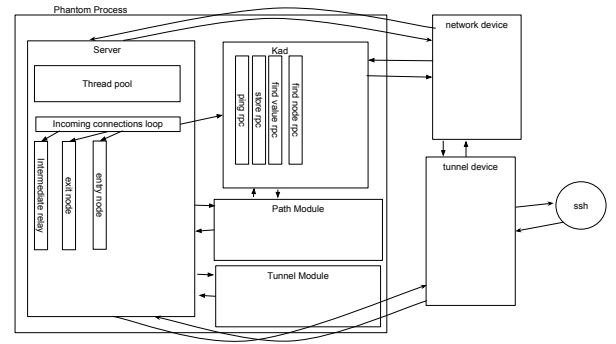 Phantom Process
network device
Server
Kad
Thread pool
ping rpc
store rpc
find value rpc
find node rpc
Incoming connections loop
Intermediate relay
exit node
entry node
tunnel device
ssh
Path Module
Tunnel Module